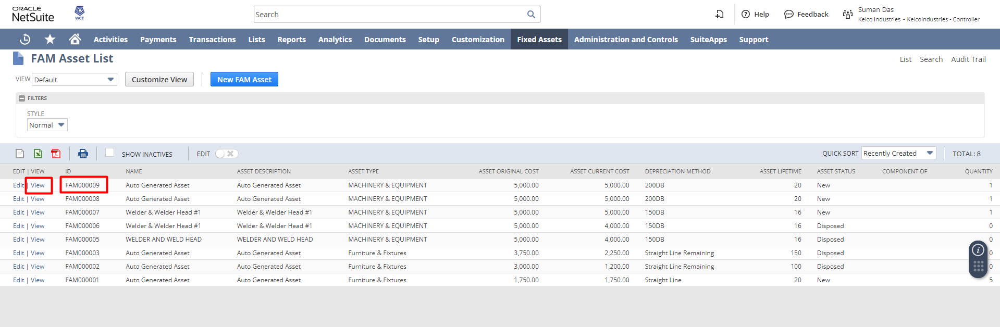 ORACLE
NetSuite
WCT
Search
Help
Feedback
Suman Das
Kelco Industries - KelcoIndustries - Controller
Activities Payments Transactions Lists Reports Analytics Documents Setup Customization Fixed Assets Administration and Controls SuiteApps Support
FAM Asset List
List Search Audit Trail
VIEW Default Customize View New FAM Asset
FILTERS
STYLE
Normal
SHOW INACTIVES EDIT QUICK SORT Recently Created TOTAL: 8
EDIT | VIEW ID NAME ASSET DESCRIPTION ASSET TYPE ASSET ORIGINAL COST ASSET CURRENT COST DEPRECIATION METHOD ASSET LIFETIME ASSET STATUS COMPONENT OF QUANTITY
Edit | View FAM000009 Auto Generated Asset Auto Generated Asset MACHINERY & EQUIPMENT 5,000.00 5,000.00 200DB 20 New 1
Edit | View FAM000008 Auto Generated Asset Auto Generated Asset MACHINERY & EQUIPMENT 5,000.00 5,000.00 200DB 20 New 1
Edit | View FAM000007 Welder & Welder Head #1 Welder & Welder Head #1 MACHINERY & EQUIPMENT 5,000.00 5,000.00 150DB 16 New 1
Edit | View FAM000006 Welder & Welder Head #1 Welder & Welder Head #1 MACHINERY & EQUIPMENT 5,000.00 4,000.00 150DB 16 Disposed 0
Edit | View FAM000005 WELDER AND WELD HEAD WELDER AND WELD HEAD MACHINERY & EQUIPMENT 5,000.00 4,000.00 150DB 16 Disposed 0
Edit | View FAM000003 Auto Generated Asset Auto Generated Asset Furniture & Fixtures 3,750.00 2,250.00 Straight Line Remaining 150 Disposed 0
Edit | View FAM000002 Auto Generated Asset Auto Generated Asset Furniture & Fixtures 3,000.00 1,200.00 Straight Line Remaining 100 Disposed 0
Edit | View FAM000001 Auto Generated Asset Auto Generated Asset Furniture & Fixtures 1,750.00 1,750.00 Straight Line 20 New 5